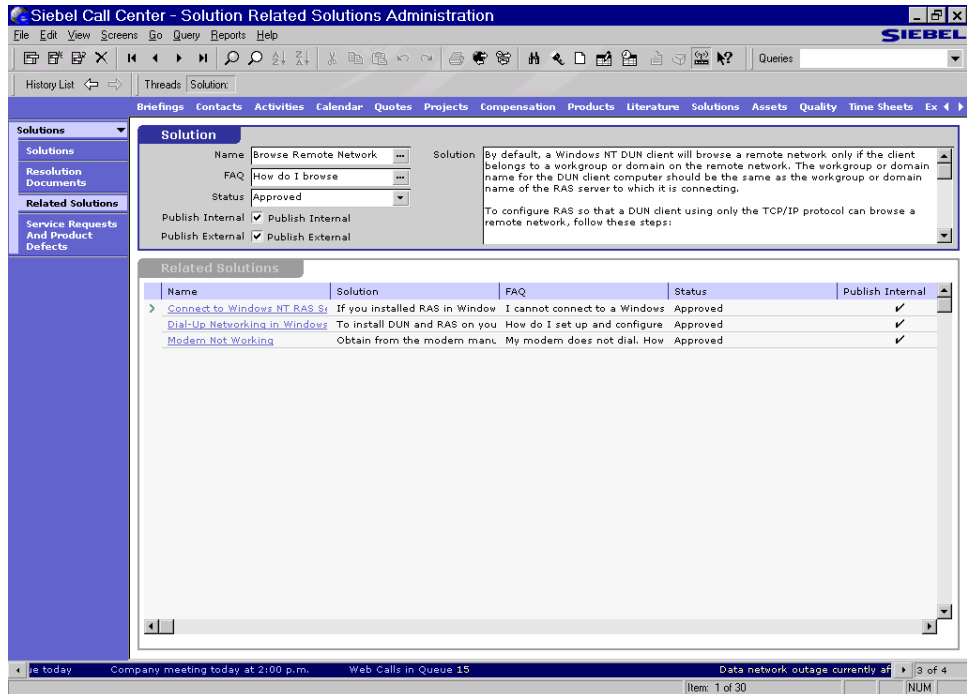 Siebel Call Center - Solution Related Solutions Administration
File Edit View Screens Go Query Reports Help
SIEBEL
Queries
History List Threads Solution:
Briefings Contacts Activities Calendar Quotes Projects Compensation Products Literature Solutions Assets Quality Time Sheets Ex
Solutions
Solutions
Resolution
Documents
Related Solutions
Service Requests
And Product
Defects
Solution
Name Browse Remote Network
FAQ How do I browse
Status Approved
Publish Internal Publish Internal
Publish External Publish External
Solution
By default, a Windows NT DUN client will browse a remote network only if the client
belongs to a workgroup or domain on the remote network. The workgroup or domain
name for the DUN client computer should be the same as the workgroup or domain
name of the RAS server to which it is connecting.
To configure RAS so that a DUN client using only the TCP/IP protocol can browse a
remote network, follow these steps:
Related Solutions
Name Solution FAQ Status Publish Internal
Connect to Windows NT RAS Se If you installed RAS in Window I cannot connect to a Windows Approved
Dial-Up Networking in Windows To install DUN and RAS on you How do I set up and configure Approved
Modem Not Working Obtain from the modem manu My modem does not dial. How Approved
ue today Company meeting today at 2:00 p.m. Web Calls in Queue 15 Data network outage currently af 3 of 4
Item: 1 of 30 NUM